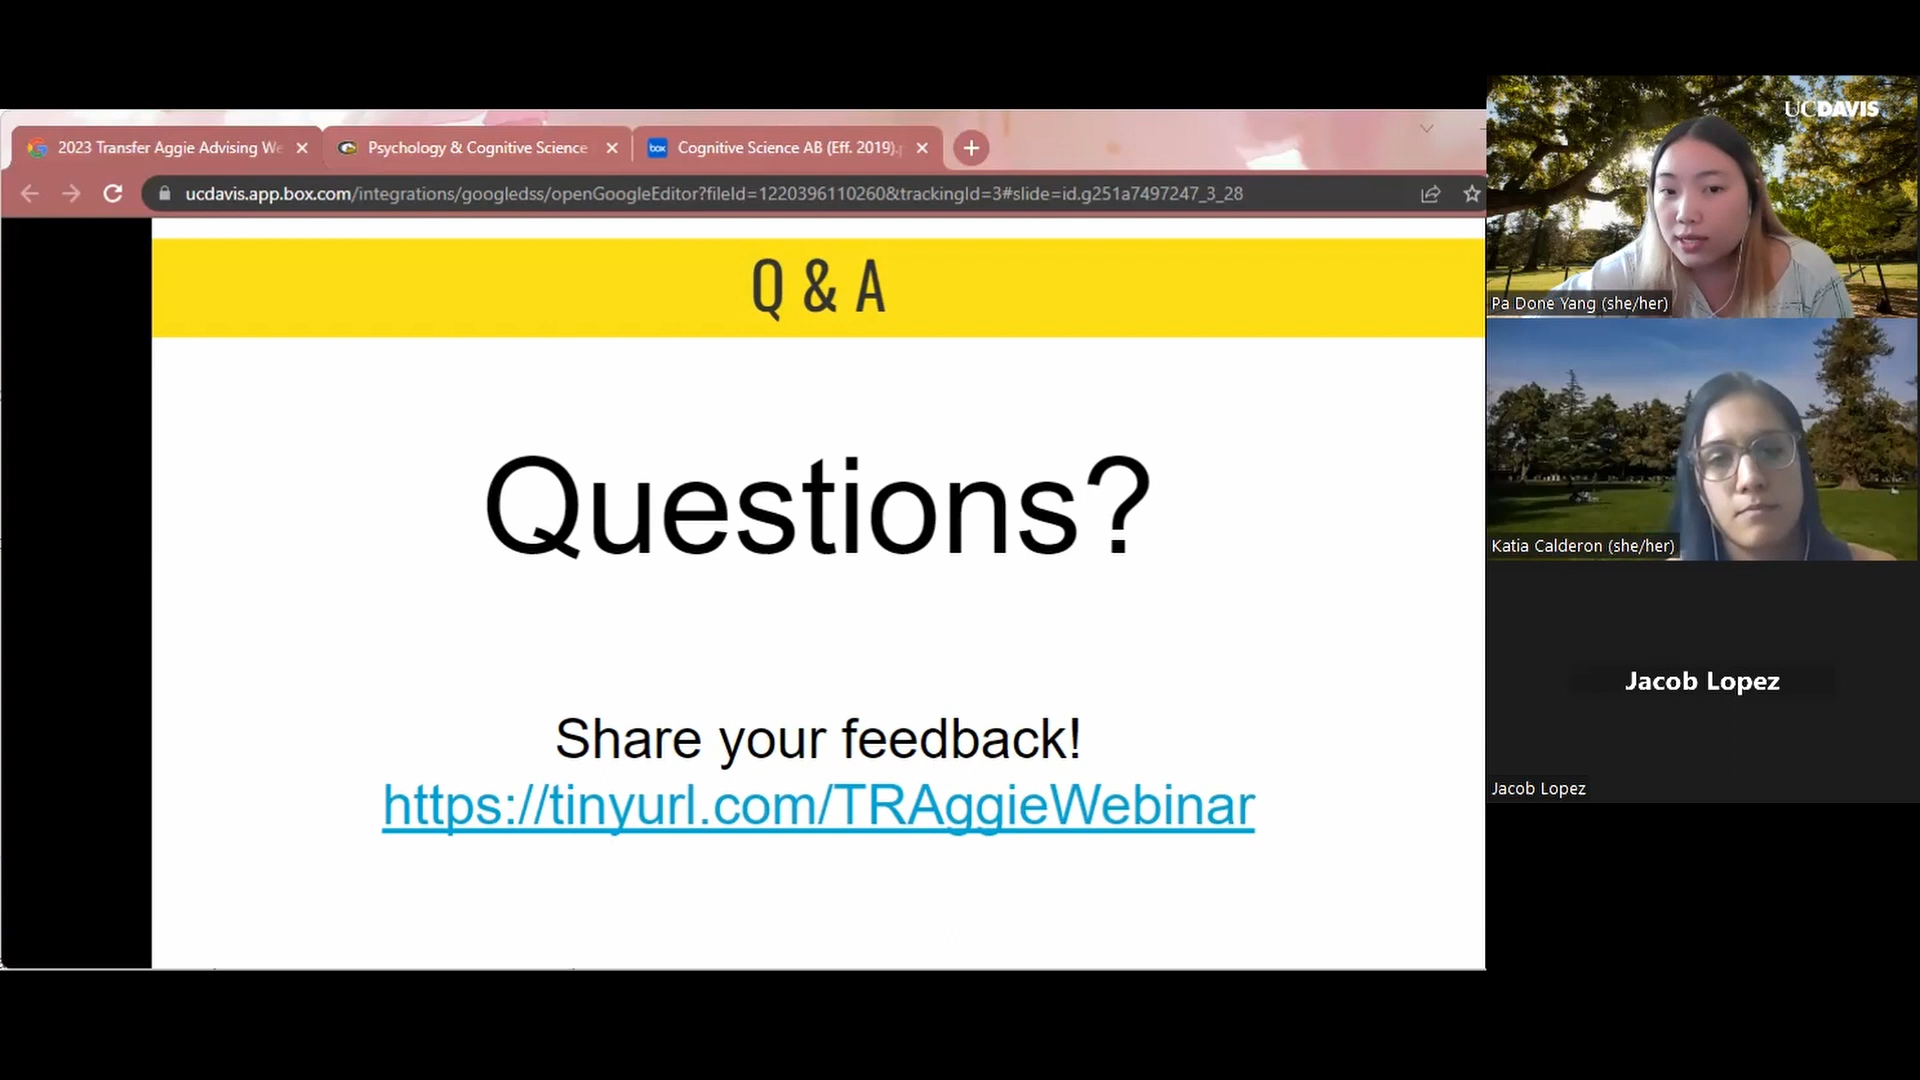 2023 Transfer Aggie Advising We
Psychology & Cognitive Science
box
Cognitive Science AB (Eff. 2019).
ucdavis.app.box.com/integrations/googledss/openGoogleEditor?fileId=1220396110260&trackingId=3#slide=id.g251a7497247_3_28
Q & A
Questions?
Share your feedback!
https://tinyurl.com/TRAggieWebinar
UCDAVIS
Pa Done Yang (she/her)
Katia Calderon (she/her)
Jacob Lopez
Jacob Lopez